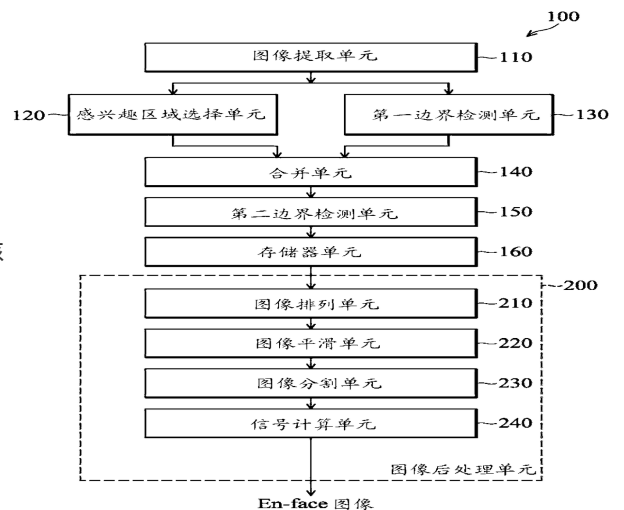 100
图像提取单元 110
120 感兴趣区域选择单元 第一边界检测单元 130
合并单元 140
第二边界检测单元 150
存储器单元 160
200
图像排列单元 210
图像平滑单元 220
图像分割单元 230
信号计算单元 240
图像后处理单元
En-face 图像